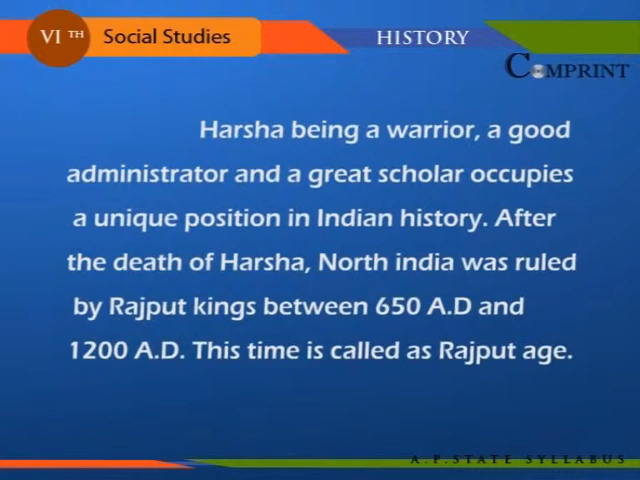 VI TH Social Studies
HISTORY
COMPRINT
Harsha being a warrior, a good
administrator and a great scholar occupies
a unique position in Indian history. After
the death of Harsha, North india was ruled
by Rajput kings between 650 A.D and
1200 A.D. This time is called as Rajput age.
A.P.STATE SYLLABUS